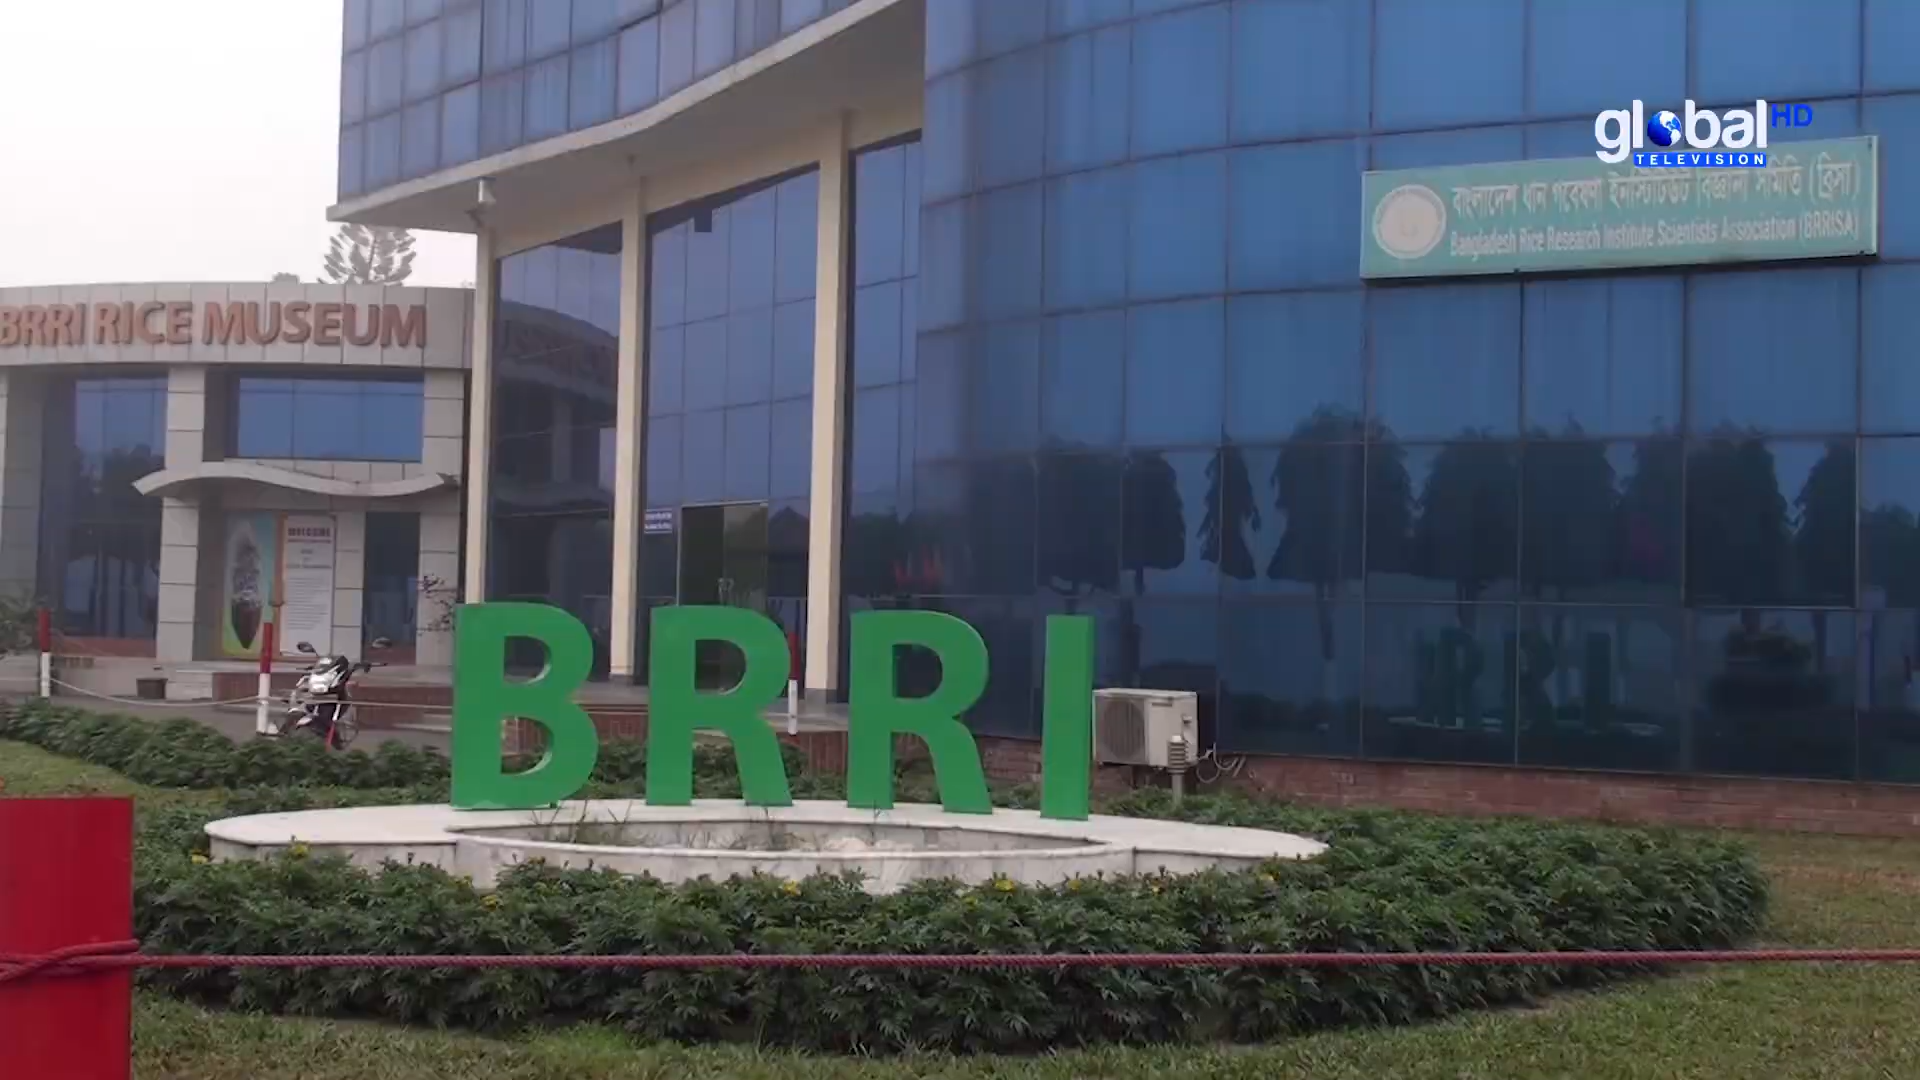 global HD
TELEVISION
বাংলাদেশ ধান গবেষণা ইনস্টিটিউট বিজ্ঞানী সমিতি (ব্রিসা)
Bangladesh Rice Research Institute Scientists Association (BRRISA)
BRRI RICE MUSEUM
WELCOME
BRRI